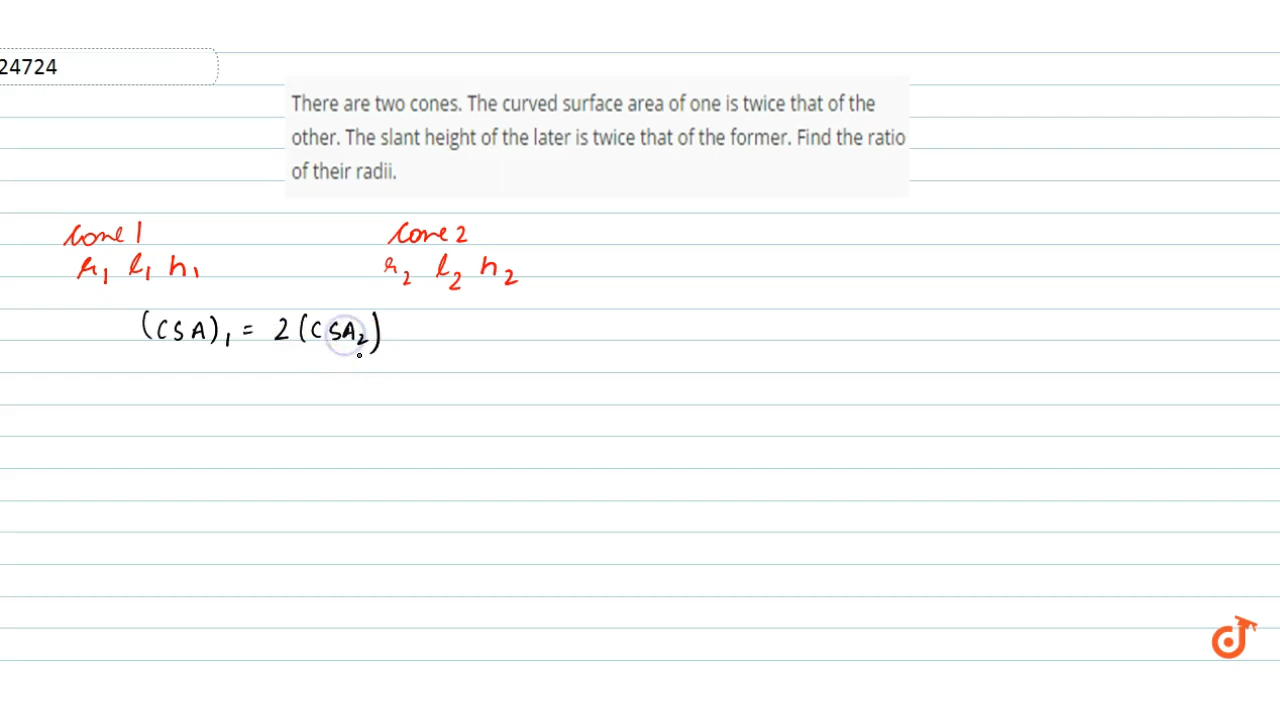 24724
There are two cones. The curved surface area of one is twice that of the
other. The slant height of the later is twice that of the former. Find the ratio
of their radii.
Cone 1 Cone 2
r₁ l₁ h₁ r₂ l₂ h₂
(CSA)₁ = 2(CSA₂)